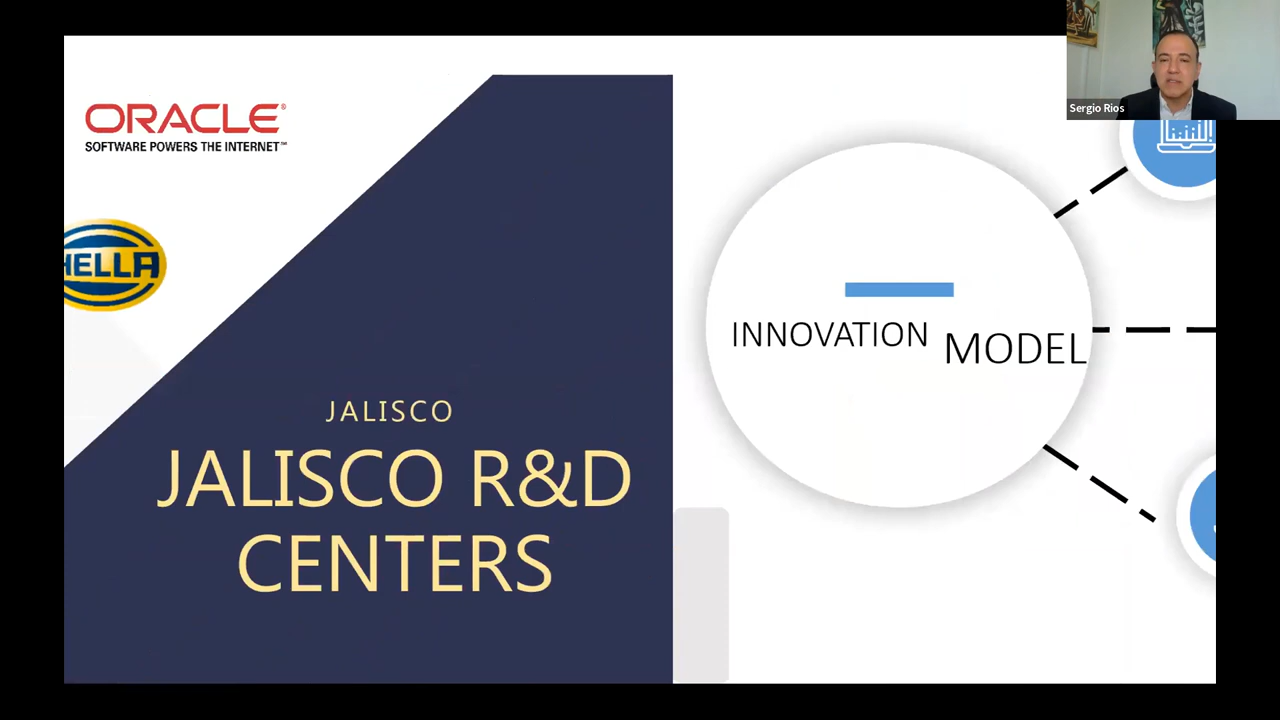 Sergio Rios
ORACLE®
SOFTWARE POWERS THE INTERNET™
HELLA
INNOVATION MODEL
JALISCO
JALISCO R&D
CENTERS